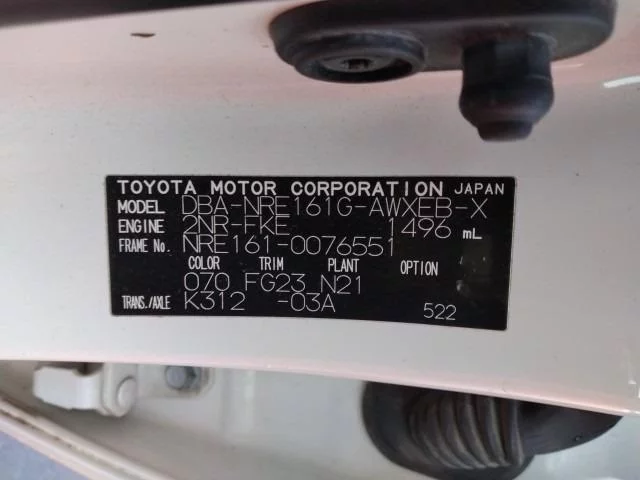 TOYOTA MOTOR CORPORATION JAPAN
MODEL DBA-NRE161G-AWXEB-X
ENGINE 2NR-FKE 1496 mL
FRAME No. NRE161-0076551
COLOR TRIM PLANT OPTION
070 FG23 N21
TRANS./AXLE K312 -03A
522